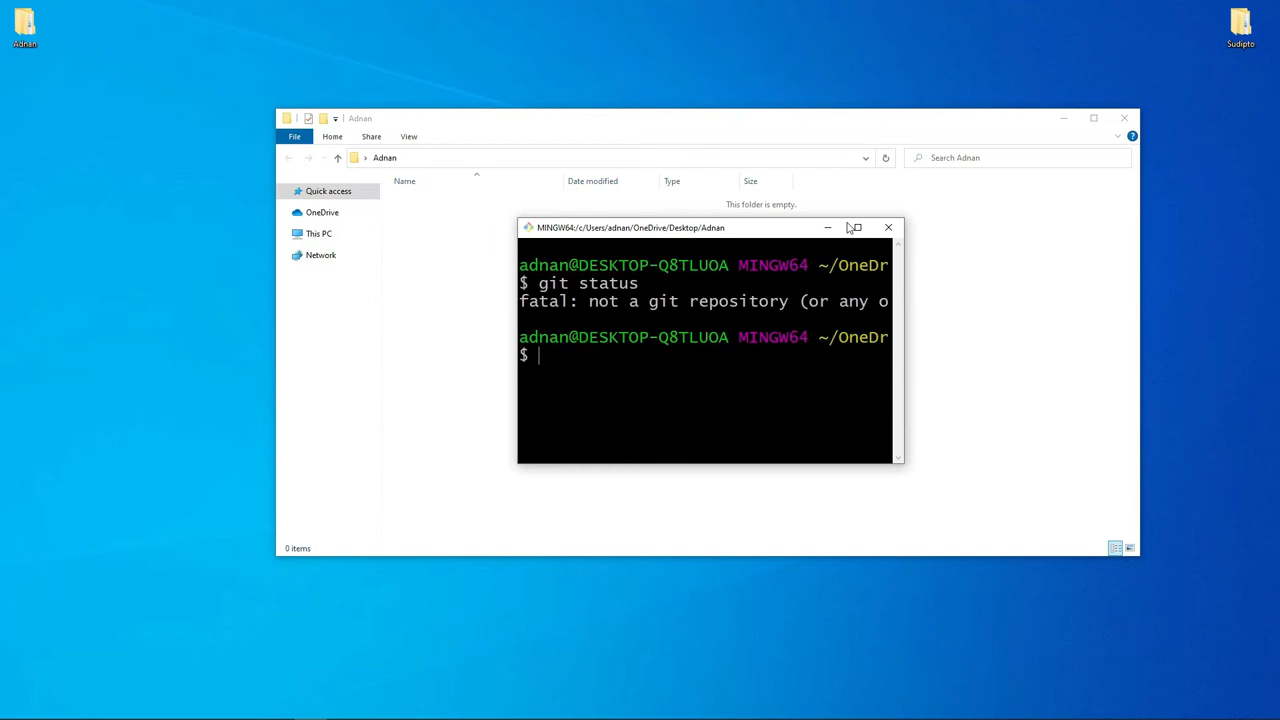 Adnan
Sudipto
Adnan
File Home Share View
Adnan
Search Adnan
Name Date modified Type Size
Quick access
OneDrive
This PC
Network
This folder is empty.
MINGW64:/c/Users/adnan/OneDrive/Desktop/Adnan
adnan@DESKTOP-Q8TLUOA MINGW64 ~/OneDr
$ git status
fatal: not a git repository (or any o
adnan@DESKTOP-Q8TLUOA MINGW64 ~/OneDr
$
0 items